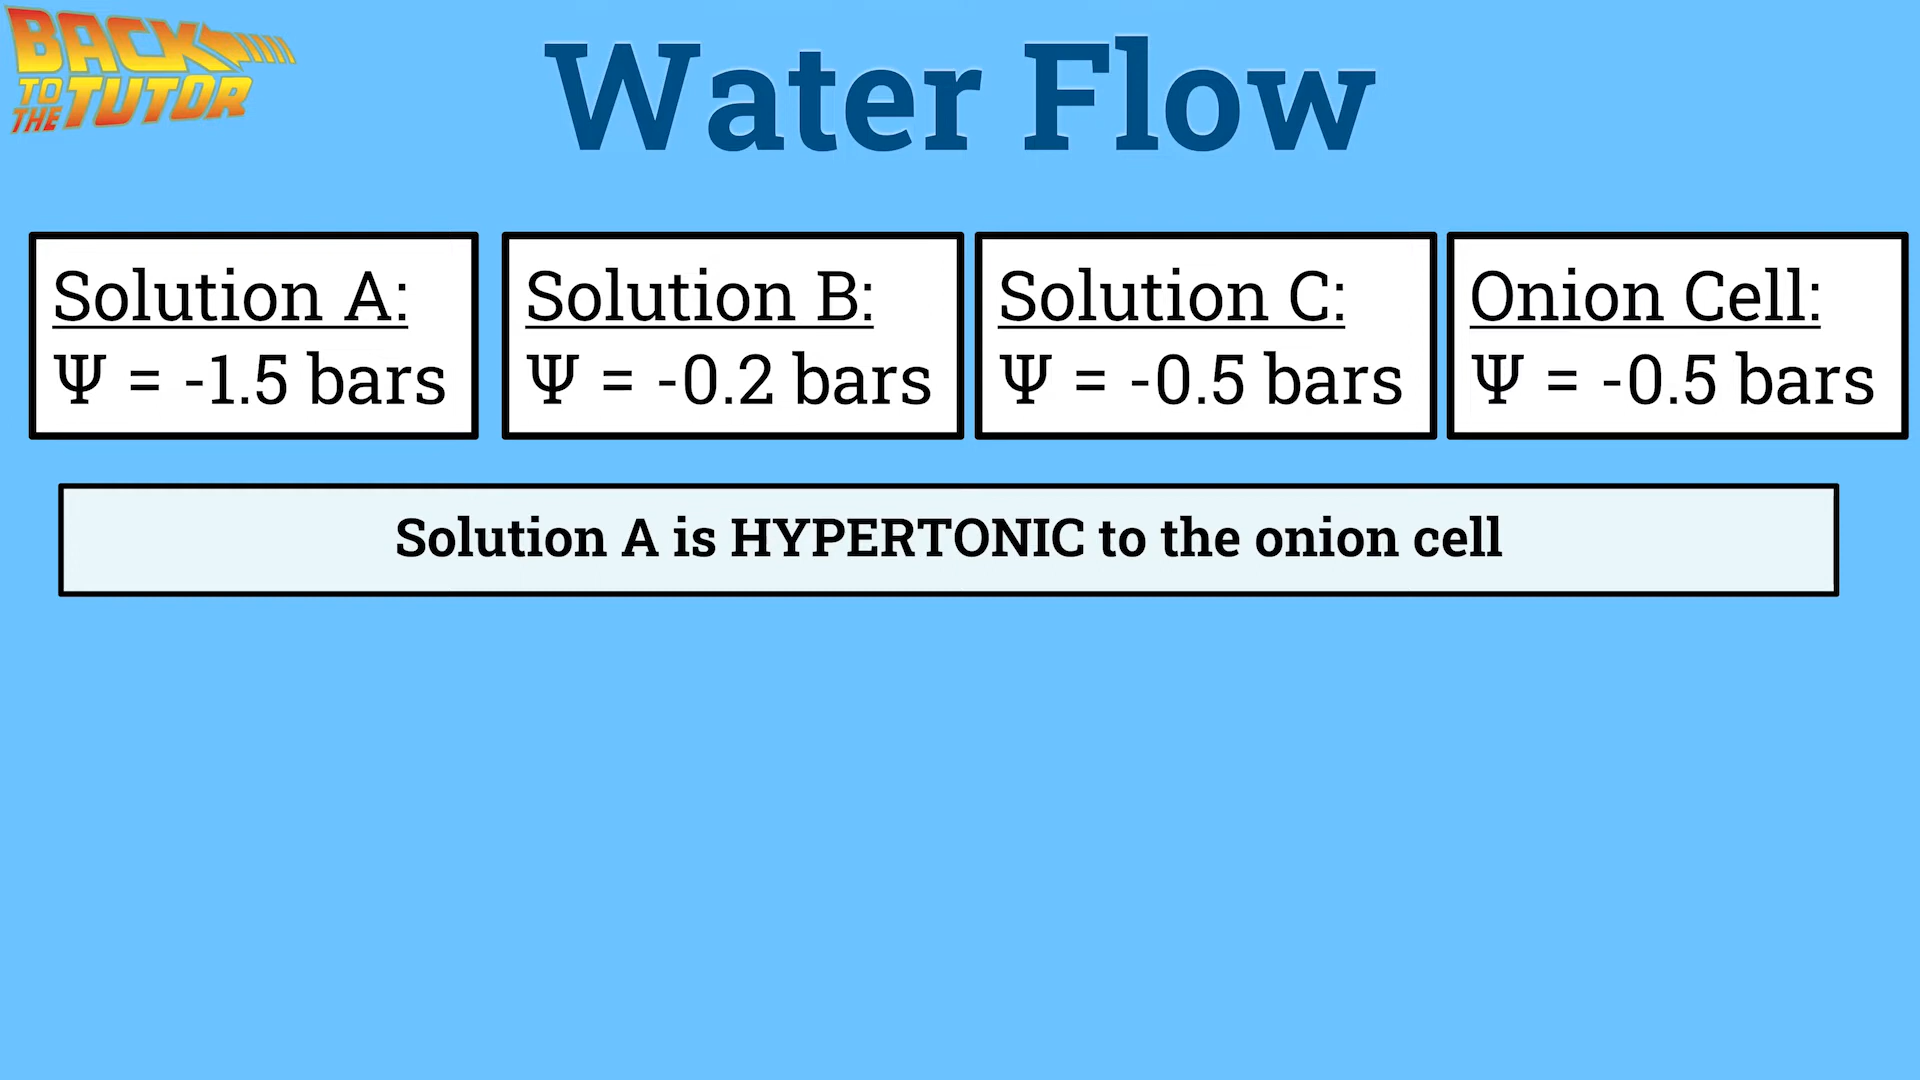 BACK
TO THE TUTOR
Water Flow
Solution A:
Ψ = -1.5 bars
Solution B:
Ψ = -0.2 bars
Solution C:
Ψ = -0.5 bars
Onion Cell:
Ψ = -0.5 bars
Solution A is HYPERTONIC to the onion cell